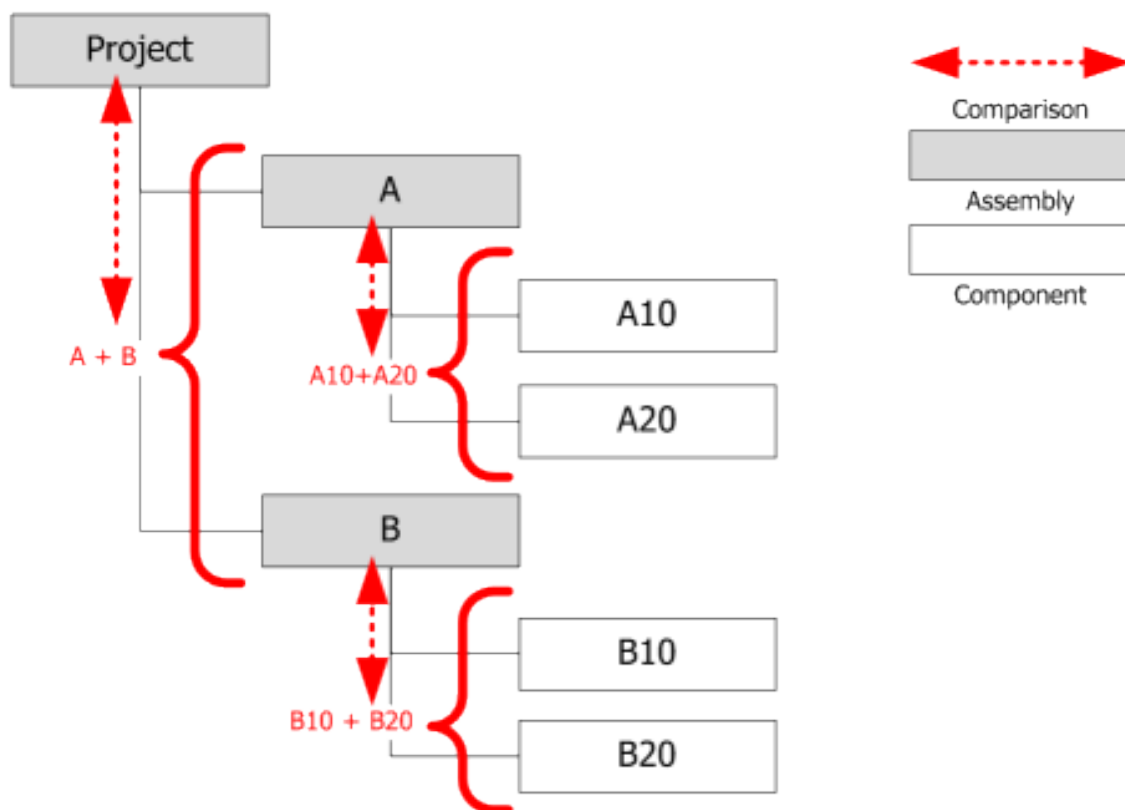 Project
Comparison
A
Assembly
Component
A10
A + B
A10+A20
A20
B
B10
B10 + B20
B20